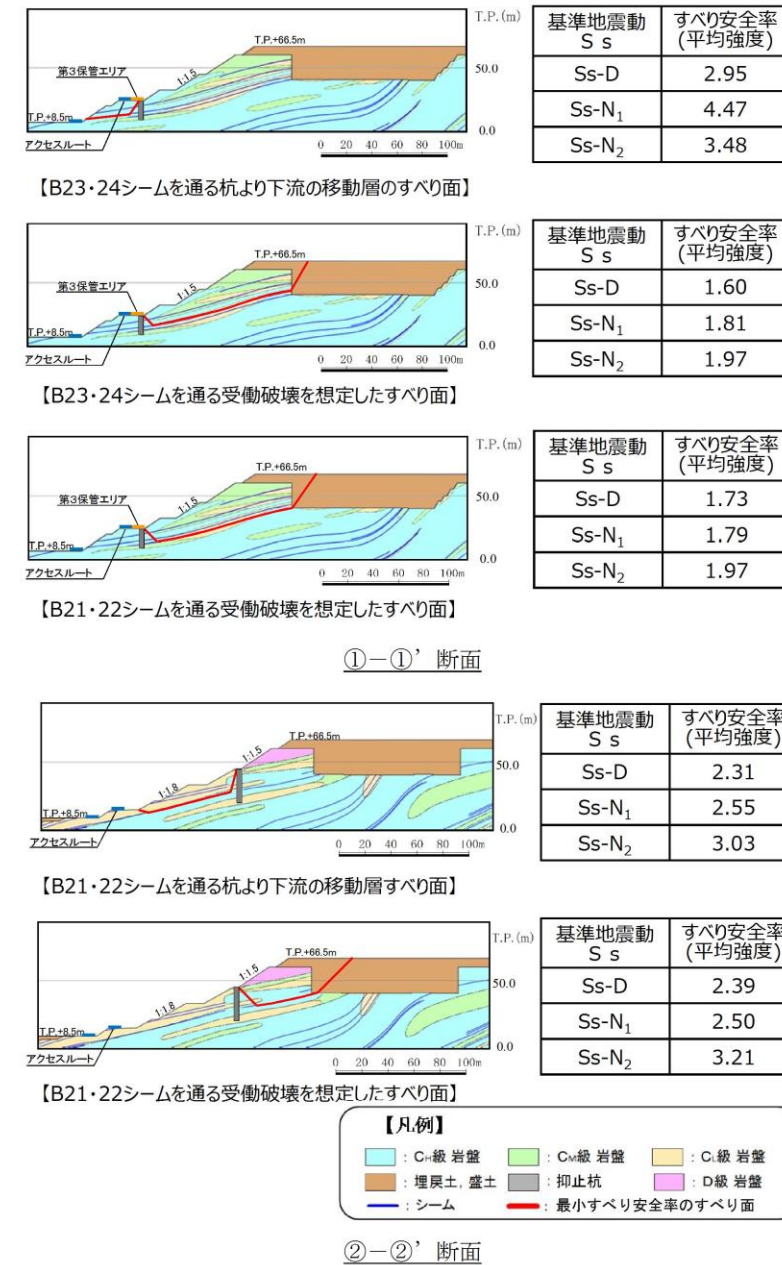 T.P.(m)
T.P.+66.5m
第3保管エリア
1:1.5
50.0
T.P.+8.5m
アクセスルート
0.0
0 20 40 60 80 100m
基準地震動 Ss すべり安全率 (平均強度)
Ss-D 2.95
Ss-N₁ 4.47
Ss-N₂ 3.48
【B23・24シームを通る杭より下流の移動層のすべり面】
T.P.(m)
T.P.+66.5m
第3保管エリア
1:1.5
50.0
T.P.+8.5m
アクセスルート
0.0
0 20 40 60 80 100m
基準地震動 Ss すべり安全率 (平均強度)
Ss-D 1.60
Ss-N₁ 1.81
Ss-N₂ 1.97
【B23・24シームを通る受働破壊を想定したすべり面】
T.P.(m)
T.P.+66.5m
第3保管エリア
1:1.5
50.0
T.P.+8.5m
アクセスルート
0.0
0 20 40 60 80 100m
基準地震動 Ss すべり安全率 (平均強度)
Ss-D 1.73
Ss-N₁ 1.79
Ss-N₂ 1.97
【B21・22シームを通る受働破壊を想定したすべり面】
①-①’ 断面
T.P.(m)
T.P.+66.5m
1:1.5
50.0
1:1.8
T.P.+8.5m
アクセスルート
0.0
0 20 40 60 80 100m
基準地震動 Ss すべり安全率 (平均強度)
Ss-D 2.31
Ss-N₁ 2.55
Ss-N₂ 3.03
【B21・22シームを通る杭より下流の移動層すべり面】
T.P.(m)
T.P.+66.5m
1:1.5
50.0
1:1.8
T.P.+8.5m
アクセスルート
0.0
0 20 40 60 80 100m
基準地震動 Ss すべり安全率 (平均強度)
Ss-D 2.39
Ss-N₁ 2.50
Ss-N₂ 3.21
【B21・22シームを通る受働破壊を想定したすべり面】
【凡例】
：CH級 岩盤 ：CM級 岩盤 ：CL級 岩盤
：埋戻土，盛土 ：抑止杭 ：D級 岩盤
：シーム ：最小すべり安全率のすべり面
②-②’ 断面